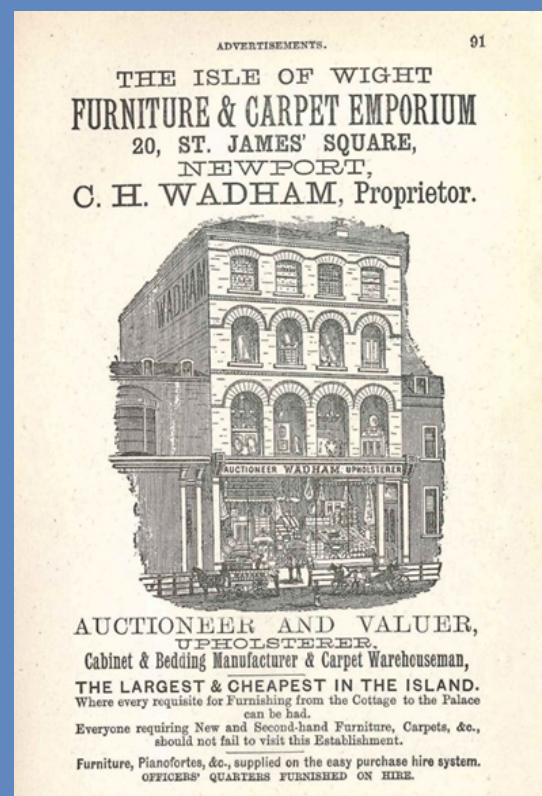 ADVERTISEMENTS. 91
THE ISLE OF WIGHT
FURNITURE & CARPET EMPORIUM
20, ST. JAMES' SQUARE,
NEWPORT,
C. H. WADHAM, Proprietor.
WADHAM
AUCTIONEER WADHAM. UPHOLSTERER
WADHAM
AUCTIONEER AND VALUER,
UPHOLSTERER,
Cabinet & Bedding Manufacturer & Carpet Warehouseman,
THE LARGEST & CHEAPEST IN THE ISLAND.
Where every requisite for Furnishing from the Cottage to the Palace
can be had.
Everyone requiring New and Second-hand Furniture, Carpets, &c.,
should not fail to visit this Establishment.
Furniture, Pianofortes, &c., supplied on the easy purchase hire system.
OFFICERS' QUARTERS FURNISHED ON HIRE.